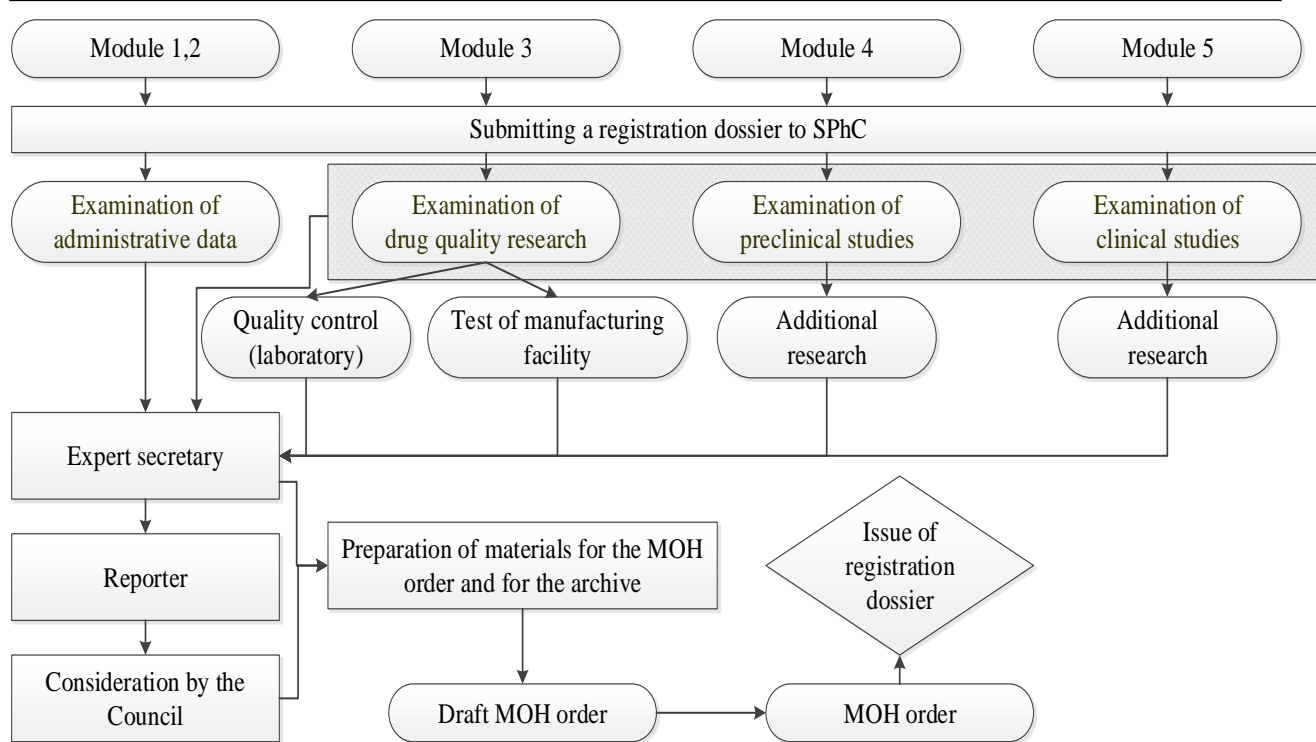 Module 1,2
Module 3
Module 4
Module 5
Submitting a registration dossier to SPhC
Examination of
administrative data
Examination of
drug quality research
Examination of
preclinical studies
Examination of
clinical studies
Quality control
(laboratory)
Test of manufacturing
facility
Additional
research
Additional
research
Expert secretary
Reporter
Consideration by the
Council
Preparation of materials for the MOH
order and for the archive
Issue of
registration
dossier
Draft MOH order
MOH order